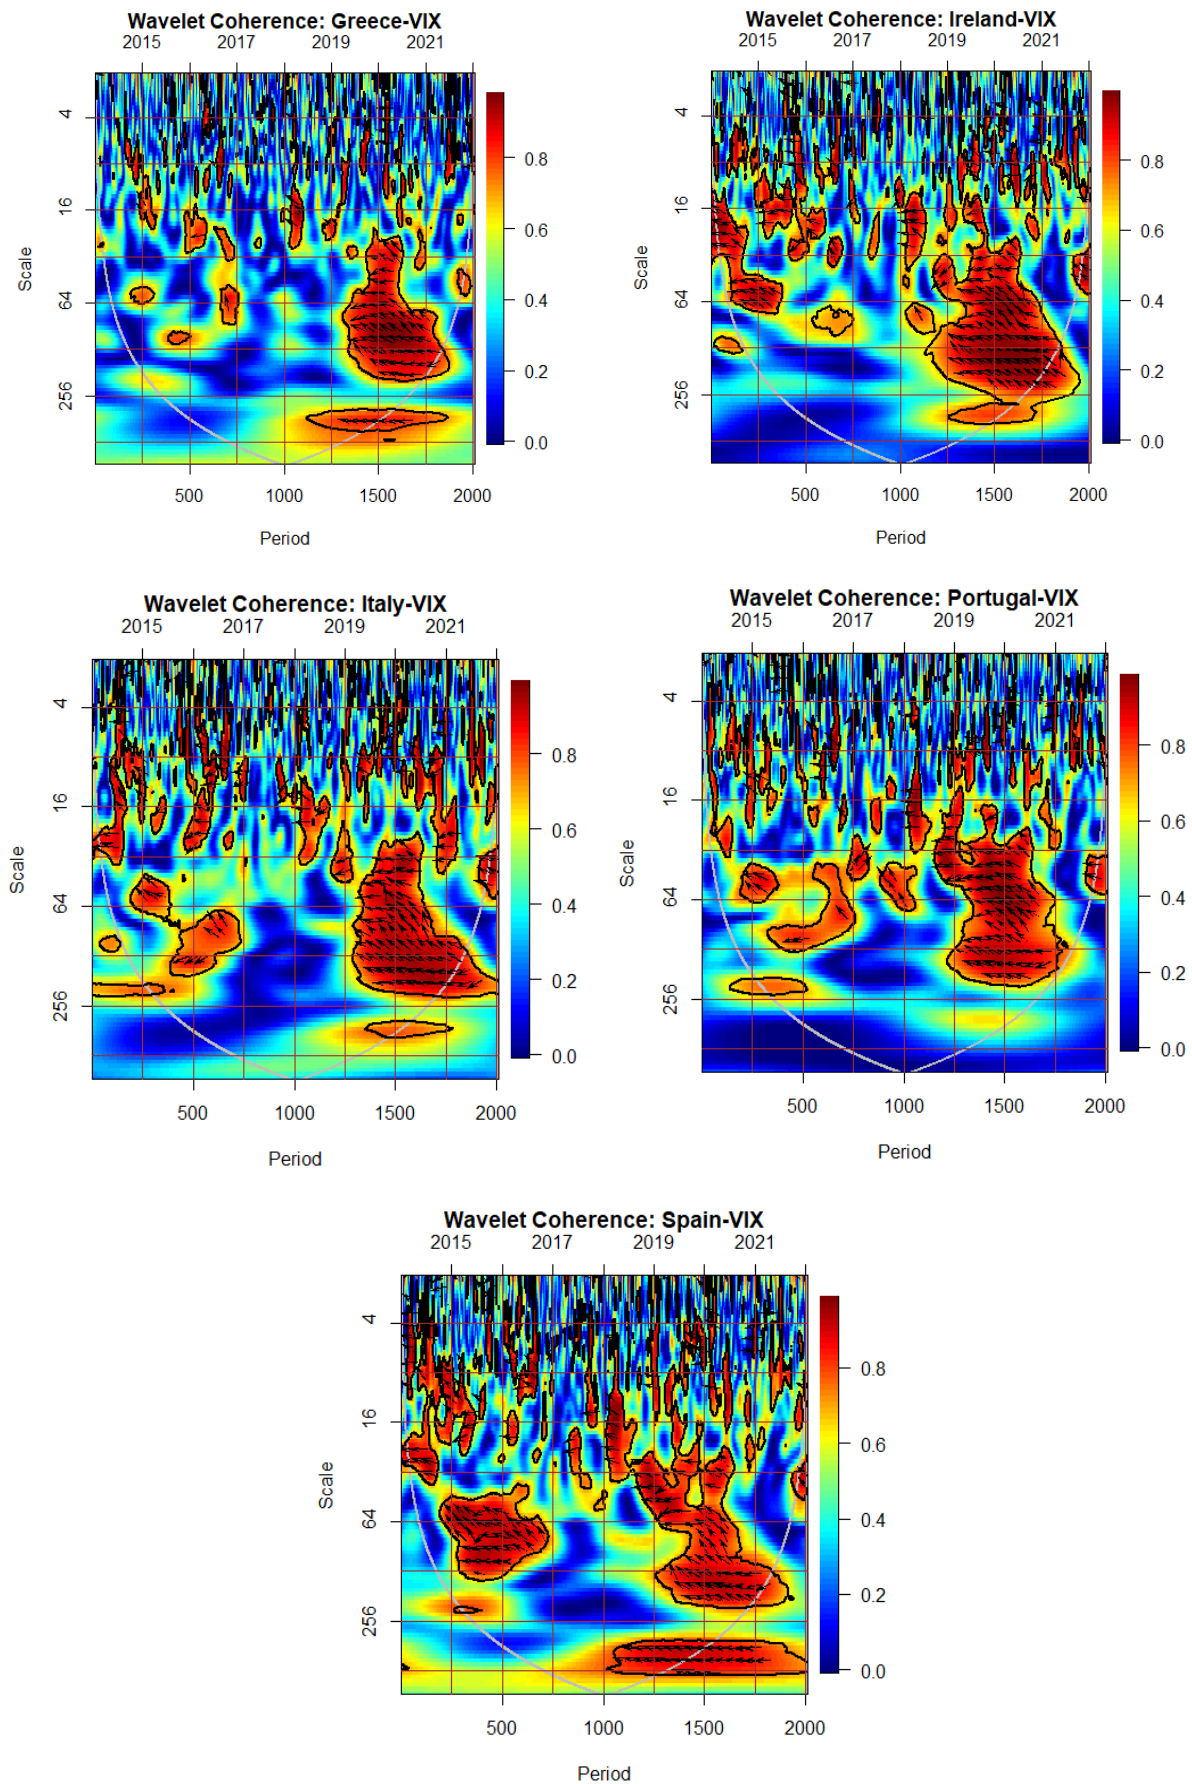 Wavelet Coherence: Greece-VIX
2015 2017 2019 2021
Scale
4
16
64
256
0.8
0.6
0.4
0.2
0.0
500 1000 1500 2000
Period
Wavelet Coherence: Ireland-VIX
2015 2017 2019 2021
Scale
4
16
64
256
0.8
0.6
0.4
0.2
0.0
500 1000 1500 2000
Period
Wavelet Coherence: Italy-VIX
2015 2017 2019 2021
Scale
4
16
64
256
0.8
0.6
0.4
0.2
0.0
500 1000 1500 2000
Period
Wavelet Coherence: Portugal-VIX
2015 2017 2019 2021
Scale
4
16
64
256
0.8
0.6
0.4
0.2
0.0
500 1000 1500 2000
Period
Wavelet Coherence: Spain-VIX
2015 2017 2019 2021
Scale
4
16
64
256
0.8
0.6
0.4
0.2
0.0
500 1000 1500 2000
Period